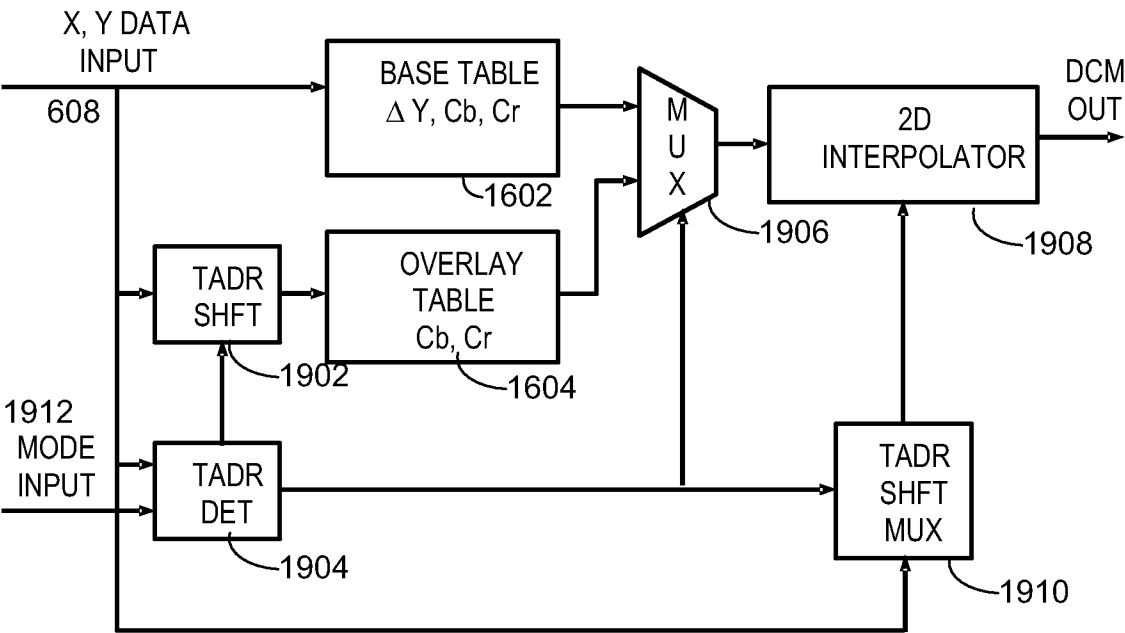 X, Y DATA
INPUT
608
BASE TABLE
Δ Y, Cb, Cr
1602
MUX
1906
2D
INTERPOLATOR
1908
DCM
OUT
TADR
SHFT
1902
OVERLAY
TABLE
Cb, Cr
1604
1912
MODE
INPUT
TADR
DET
1904
TADR
SHFT
MUX
1910